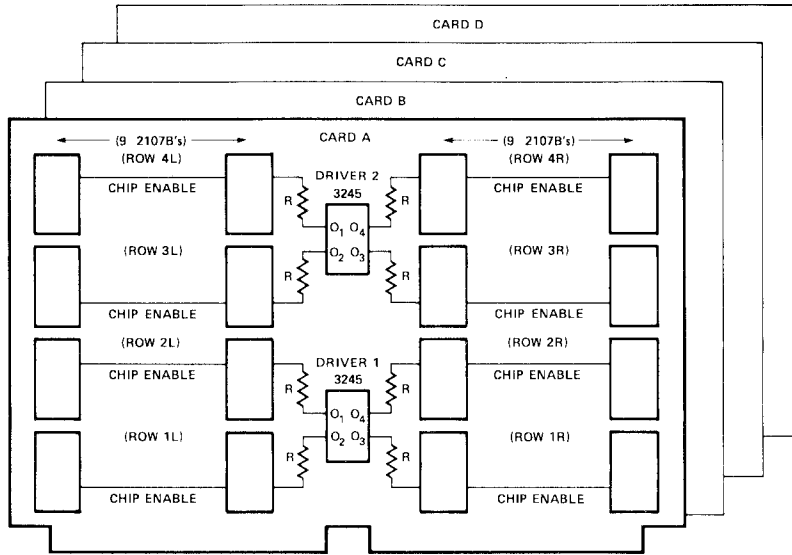 CARD D
CARD C
CARD B
CARD A
(9 2107B's)
(ROW 4L)
CHIP ENABLE
R
DRIVER 2
3245
R
(9 2107B's)
(ROW 4R)
CHIP ENABLE
O1 O4
O2 O3
(ROW 3L)
CHIP ENABLE
R
R
(ROW 3R)
CHIP ENABLE
(ROW 2L)
CHIP ENABLE
R
DRIVER 1
3245
R
(ROW 2R)
CHIP ENABLE
O1 O4
O2 O3
(ROW 1L)
CHIP ENABLE
R
R
(ROW 1R)
CHIP ENABLE